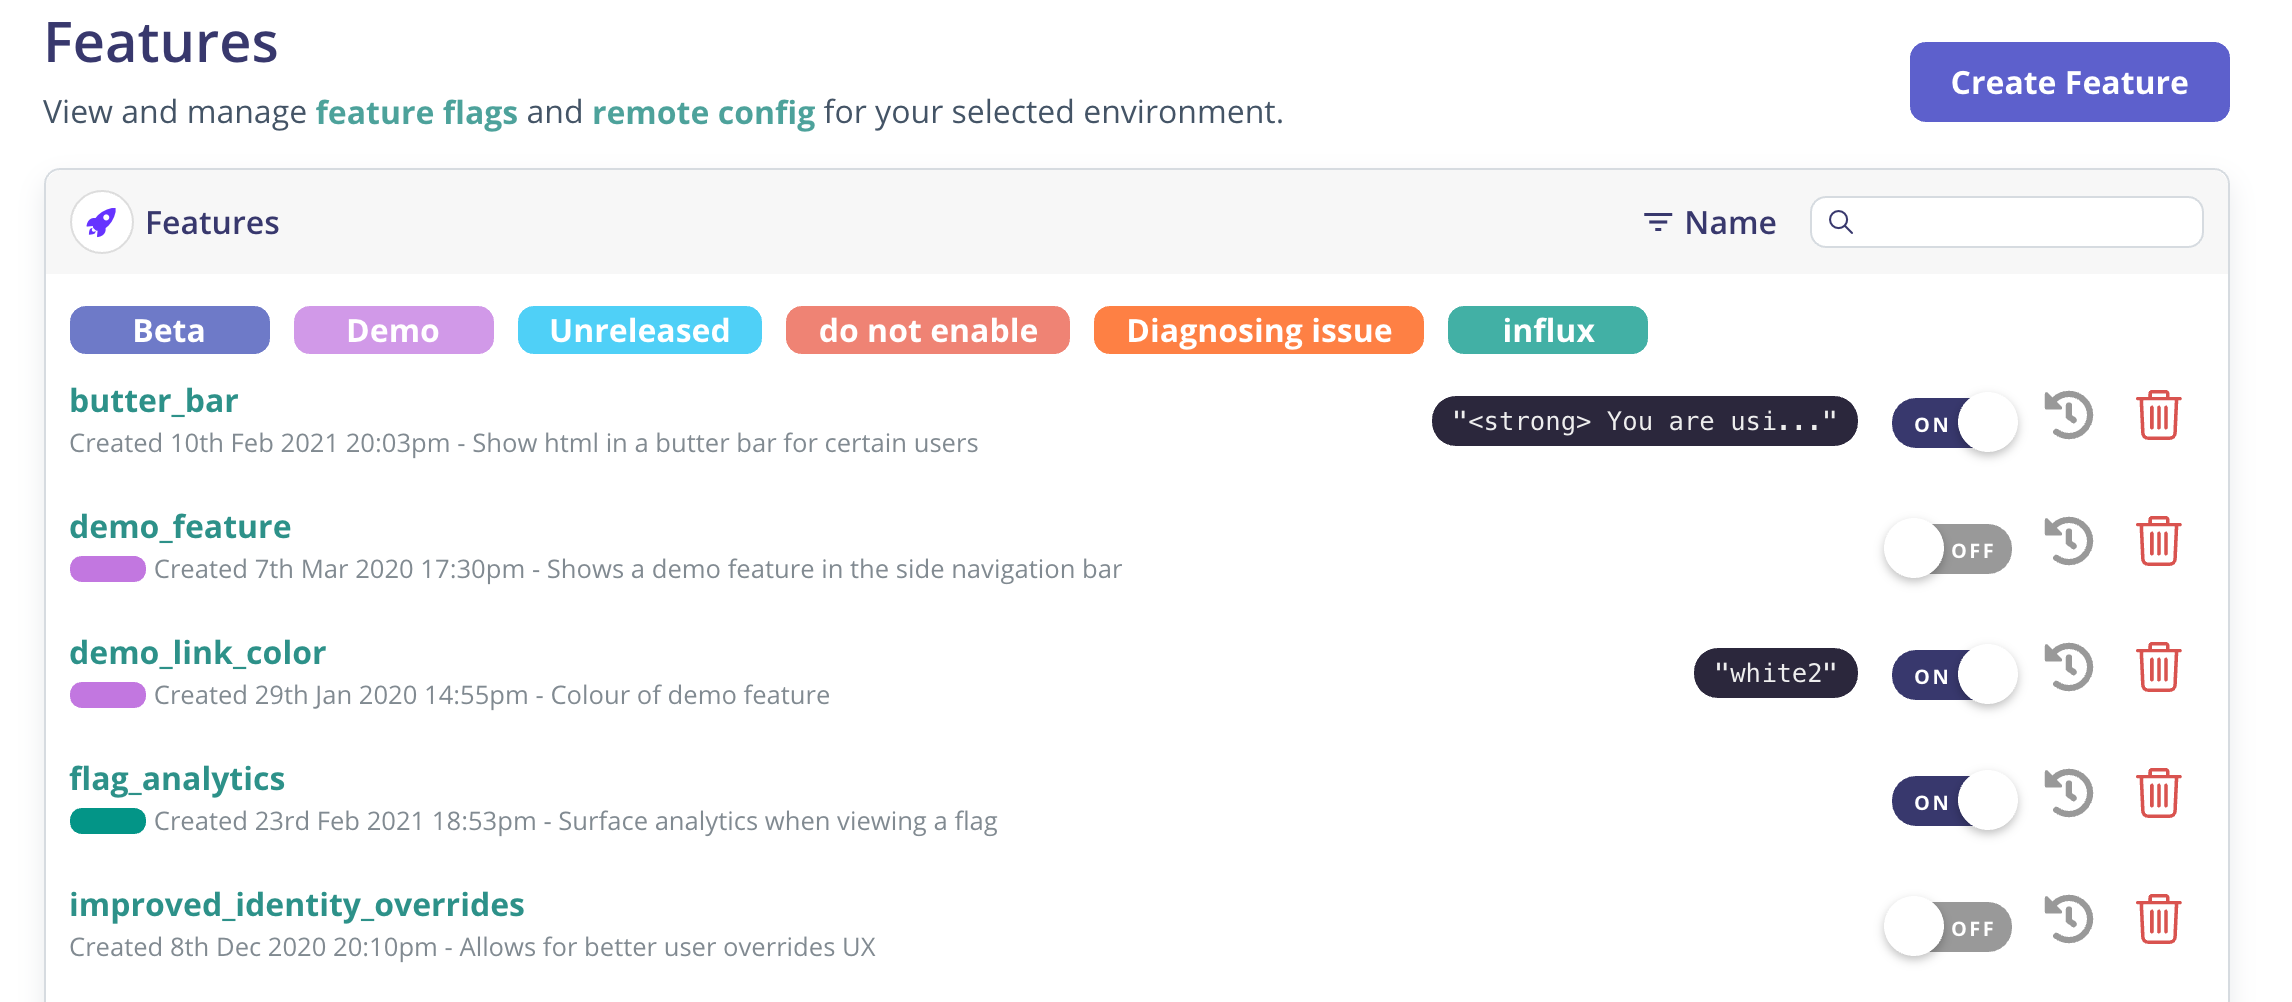 Features
Create Feature
View and manage feature flags and remote config for your selected environment.
Features
Name
Beta Demo Unreleased do not enable Diagnosing issue influx
butter_bar
"<strong> You are usi..." ON
Created 10th Feb 2021 20:03pm - Show html in a butter bar for certain users
demo_feature
OFF
Created 7th Mar 2020 17:30pm - Shows a demo feature in the side navigation bar
demo_link_color
"white2" ON
Created 29th Jan 2020 14:55pm - Colour of demo feature
flag_analytics
ON
Created 23rd Feb 2021 18:53pm - Surface analytics when viewing a flag
improved_identity_overrides
OFF
Created 8th Dec 2020 20:10pm - Allows for better user overrides UX